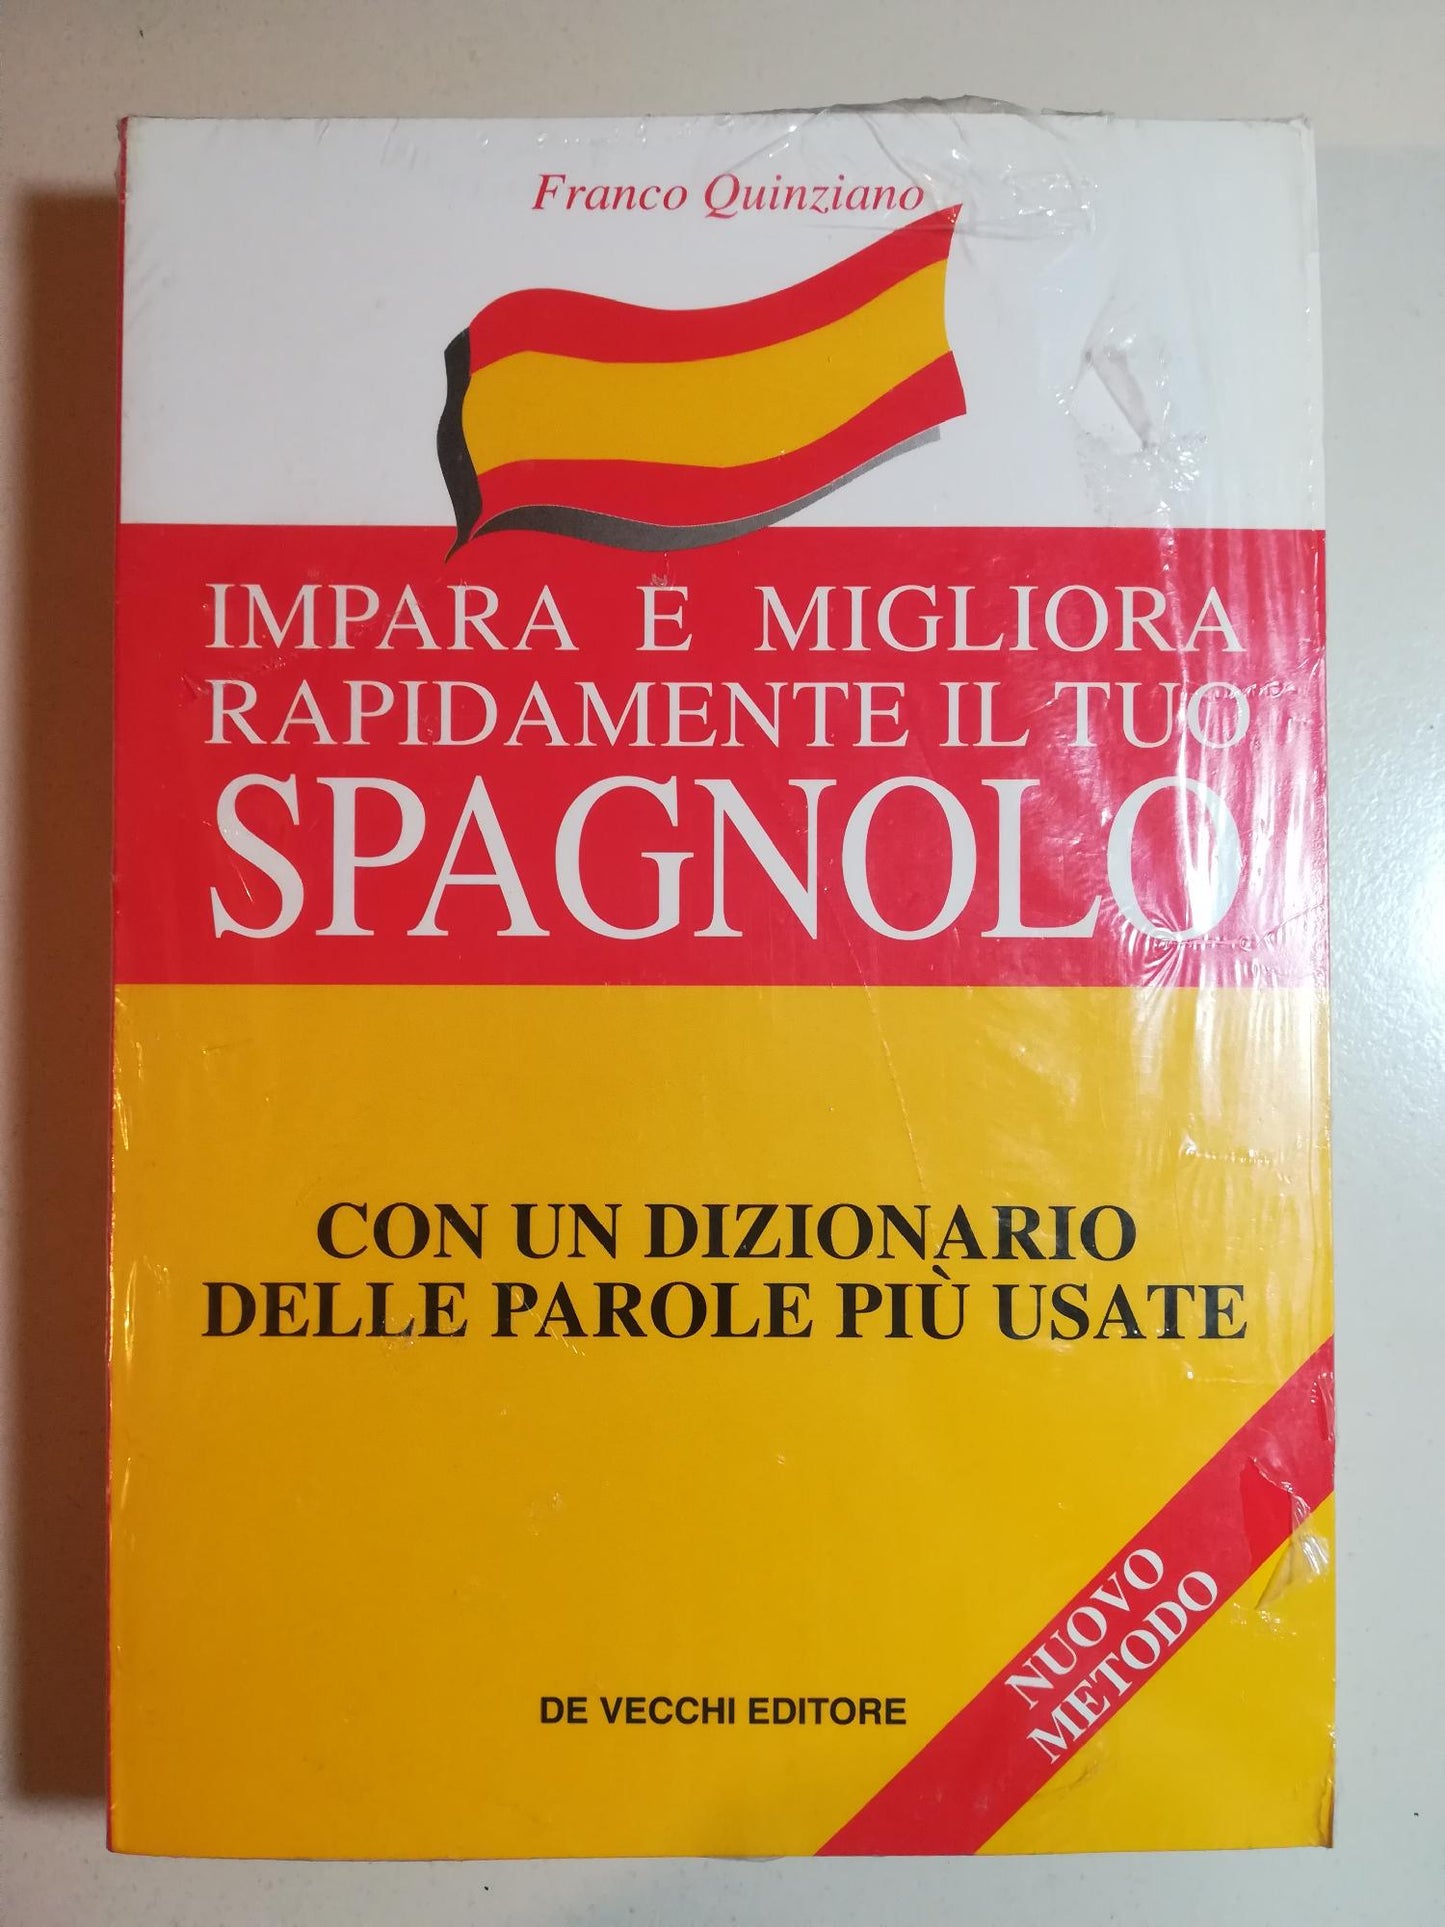 Franco Quinziano
IMPARA E MIGLIORA
RAPIDAMENTE IL TUO
SPAGNOLO
CON UN DIZIONARIO
DELLE PAROLE PIÙ USATE
NUOVO
METODO
DE VECCHI EDITORE